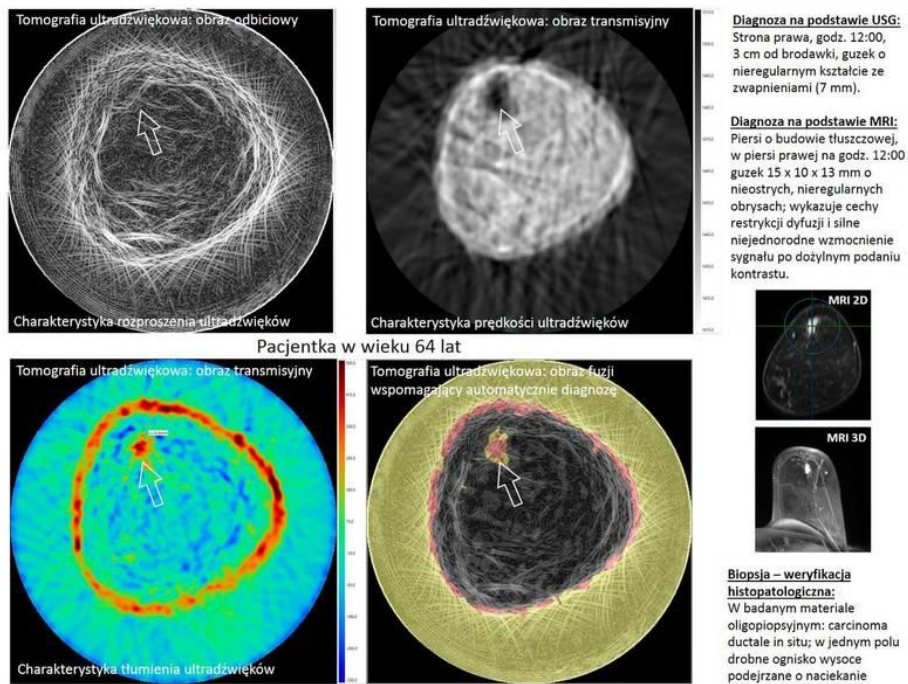 Tomografia ultradźwiękowa: obraz odbiciowy
Charakterystyka rozproszenia ultradźwięków
Tomografia ultradźwiękowa: obraz transmisyjny
Charakterystyka prędkości ultradźwięków
Pacjentka w wieku 64 lat
Tomografia ultradźwiękowa: obraz transmisyjny
Charakterystyka tłumienia ultradźwięków
Tomografia ultradźwiękowa: obraz fuzji
wspomagający automatycznie diagnozę
Diagnoza na podstawie USG:
Strona prawa, godz. 12:00,
3 cm od brodawki, guzek o
nieregularnym kształcie ze
zwapnieniami (7 mm).
Diagnoza na podstawie MRI:
Piersi o budowie tłuszczowej,
w piersi prawej na godz. 12:00
guzek 15 x 10 x 13 mm o
nieostrych, nieregularnych
obrysach; wykazuje cechy
restrykcji dyfuzji i silne
niejednorodne wzmocnienie
sygnału po dożylnym podaniu
kontrastu.
MRI 2D
MRI 3D
Biopsja – weryfikacja
histopatologiczna:
W badanym materiale
oligopiopsyjnym: carcinoma
ductale in situ; w jednym polu
drobne ognisko wysoce
podejrzane o naciekanie